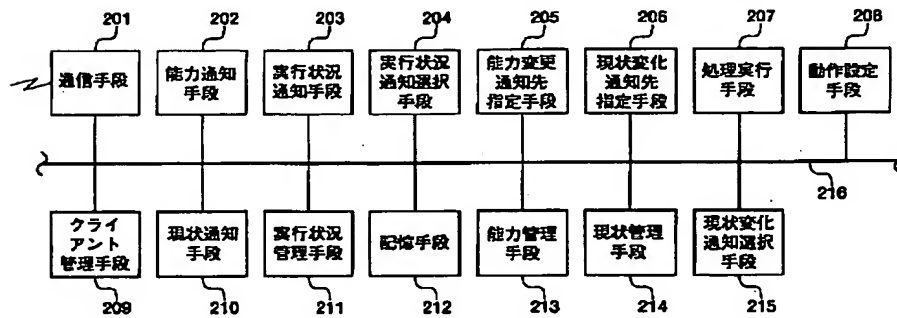 201 202 203 204 205 206 207 208
通信手段
能力通知
手段
実行状況
通知手段
実行状況
通知選択
手段
能力変更
通知先
指定手段
現状変化
通知先
指定手段
処理実行
手段
動作設定
手段
216
クライ
アント
管理手段
現状通知
手段
実行状況
管理手段
記憶手段
能力管理
手段
現状管理
手段
現状変化
通知選択
手段
209 210 211 212 213 214 215